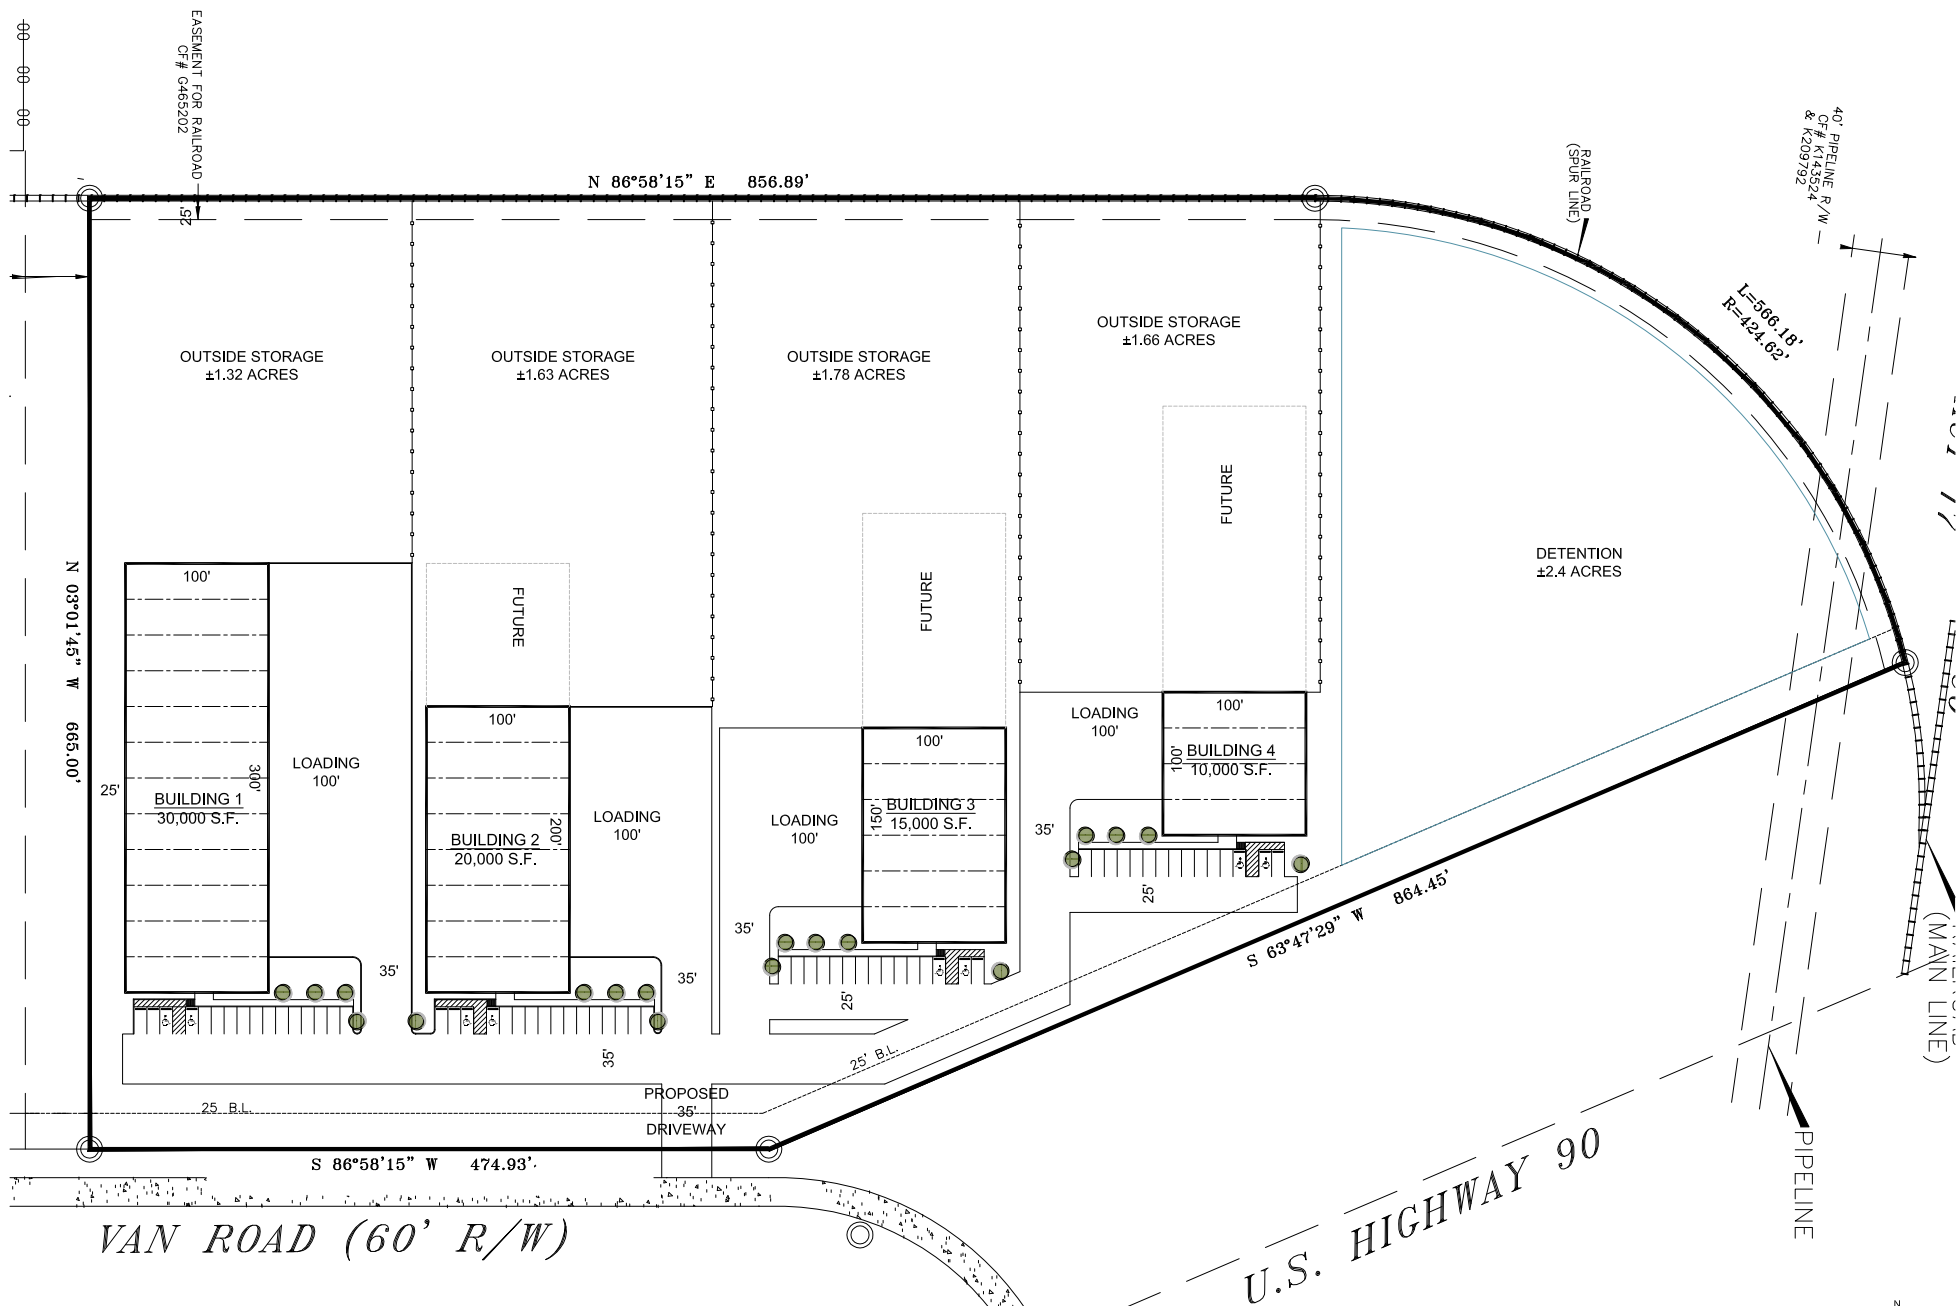 EASEMENT FOR RAILROAD
CF# G465202
25'
N 86°58'15" E 856.89'
RAILROAD
(SPUR LINE)
40' PIPELINE R/W
CF# K143524
& K209792
L=566.18'
R=424.62'
OUTSIDE STORAGE
±1.32 ACRES
OUTSIDE STORAGE
±1.63 ACRES
OUTSIDE STORAGE
±1.78 ACRES
OUTSIDE STORAGE
±1.66 ACRES
DETENTION
±2.4 ACRES
FUTURE
FUTURE
FUTURE
N 03°01'45" W 665.00'
25'
100'
300'
BUILDING 1
30,000 S.F.
LOADING
100'
35'
100'
200'
BUILDING 2
20,000 S.F.
LOADING
100'
35'
100'
150'
BUILDING 3
15,000 S.F.
LOADING
100'
35'
25'
100'
100'
BUILDING 4
10,000 S.F.
LOADING
100'
35'
25'
35'
25' B.L.
25 B.L.
PROPOSED
35'
DRIVEWAY
S 63°47'29" W 864.45'
S 86°58'15" W 474.93'
VAN ROAD (60' R/W)
U.S. HIGHWAY 90
PIPELINE
(MAIN LINE)
N